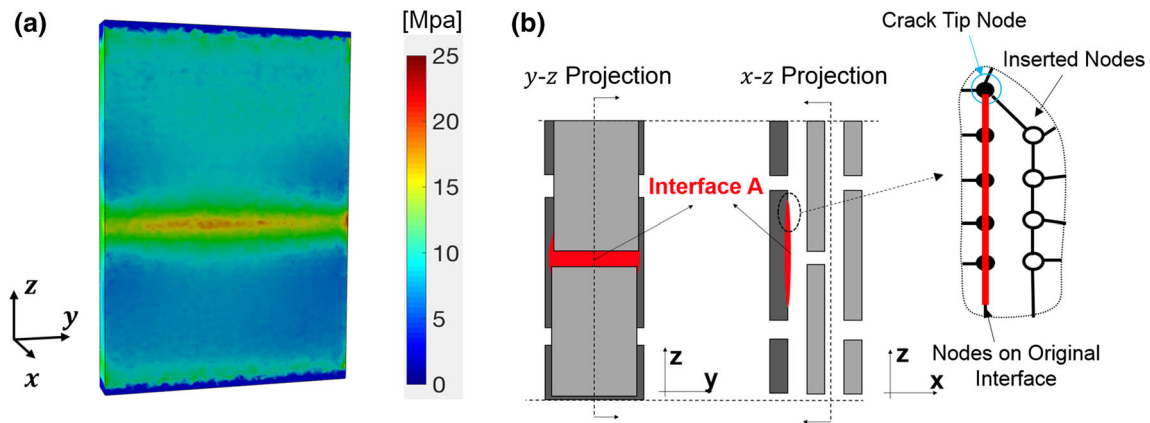 (a)
[Mpa]
25
20
15
10
5
0
z
y
x
(b)
y-z Projection
x-z Projection
Interface A
z
y
z
x
Crack Tip Node
Inserted Nodes
Nodes on Original
Interface